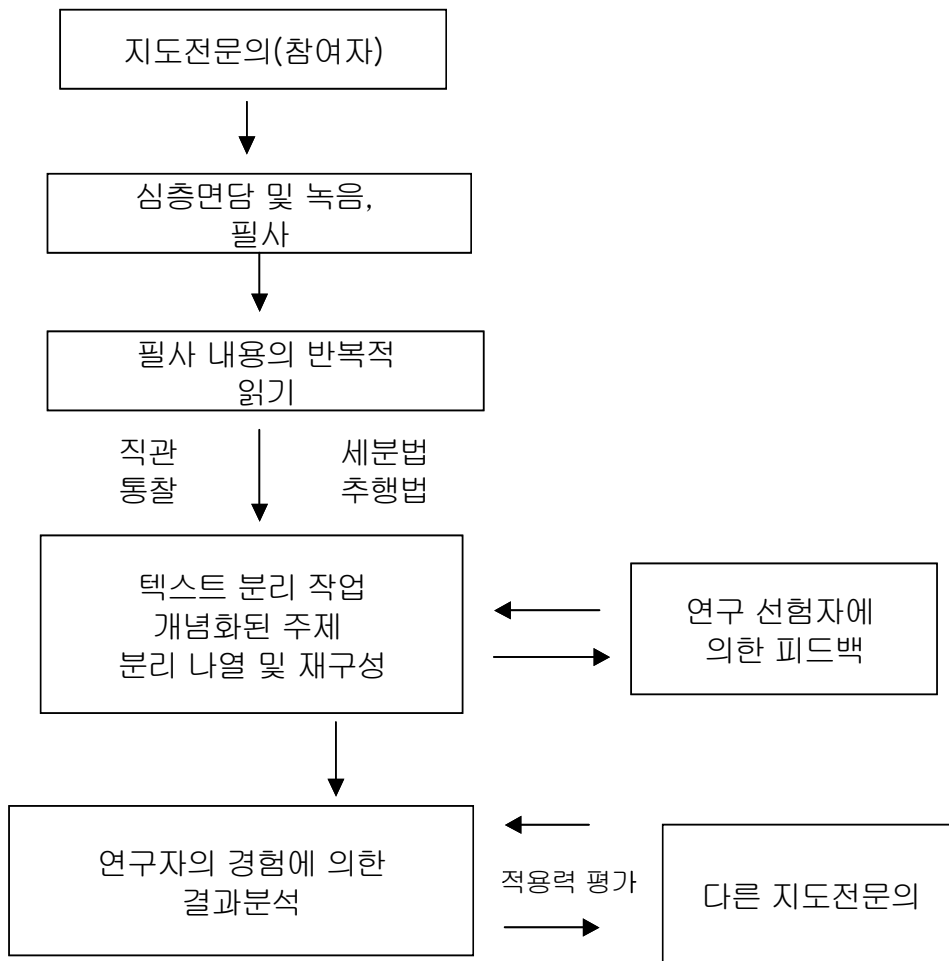 지도전문의(참여자)
심층면담 및 녹음,
필사
필사 내용의 반복적
읽기
직관
통찰
세분법
추행법
텍스트 분리 작업
개념화된 주제
분리 나열 및 재구성
연구 선험자에
의한 피드백
연구자의 경험에 의한
결과분석
적용력 평가
다른 지도전문의